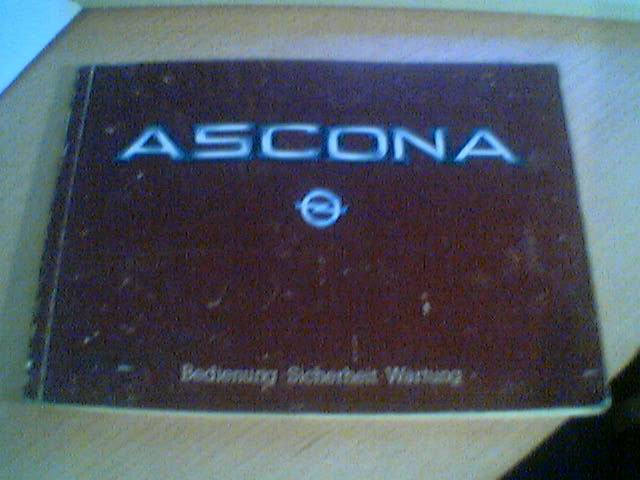 ASCONA
Bedienung Sicherheit Wartung